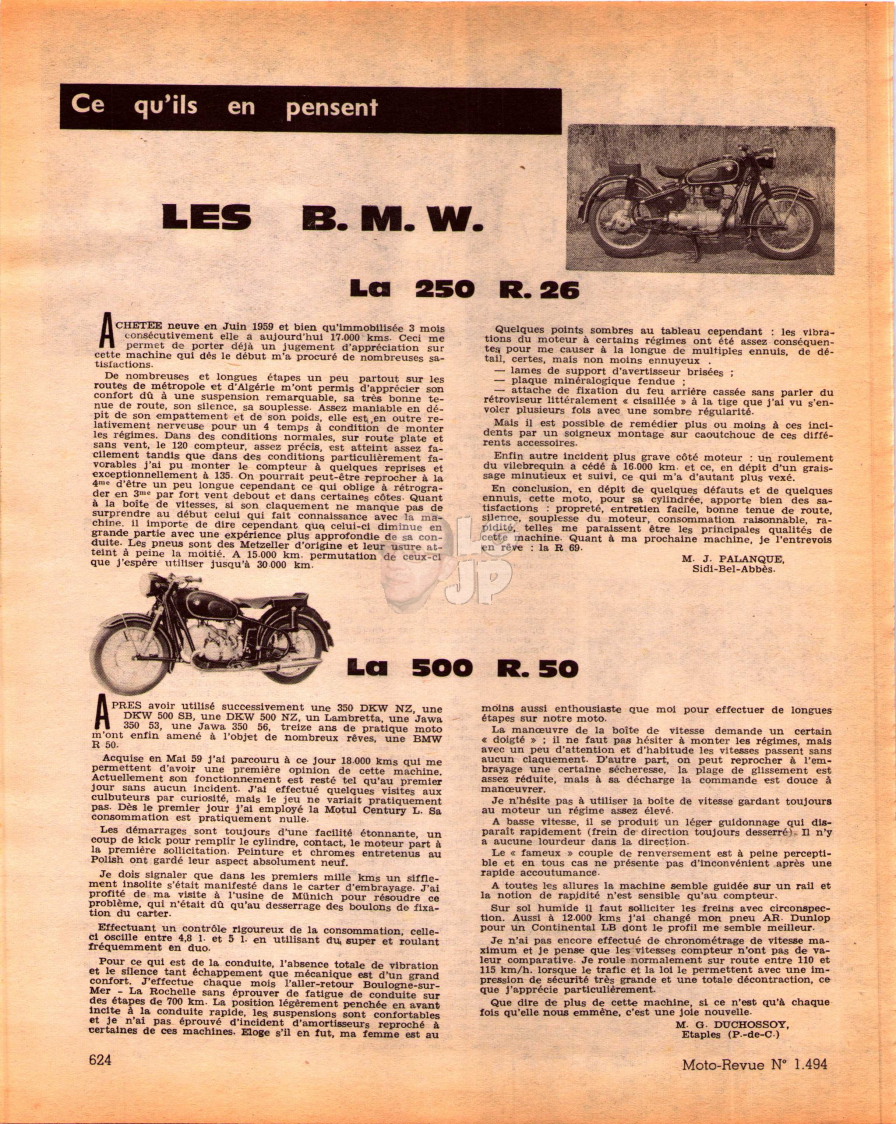 Ce qu'ils en pensent
LES B. M. W.
La 250 R. 26
ACHETEE neuve en Juin 1959 et bien qu'immobilisée 3 mois
consécutivement elle a aujourd'hui 17.000 kms. Ceci me
permet de porter déjà un jugement d'appréciation sur
cette machine qui dès le début m'a procuré de nombreuses sa-
tisfactions.
De nombreuses et longues étapes un peu partout sur les
routes de métropole et d'Algérie m'ont permis d'apprécier son
confort dû à une suspension remarquable, sa très bonne te-
nue de route, son silence, sa souplesse. Assez maniable en dé-
pit de son empattement et de son poids, elle est en outre re-
lativement nerveuse pour un 4 temps à condition de monter
les régimes. Dans des conditions normales, sur route plate et
sans vent, le 120 compteur, assez précis, est atteint assez fa-
cilement tandis que dans des conditions particulièrement fa-
vorables j'ai pu monter le compteur à quelques reprises et
exceptionnellement à 135. On pourrait peut-être reprocher à la
4me d'être un peu longue cependant ce qui oblige à rétrogra-
der en 3me par fort vent debout et dans certaines côtes. Quant
à la boîte de vitesses, si son claquement ne manque pas de
surprendre au début celui qui fait connaissance avec la ma-
chine. il importe de dire cependant que celui-ci diminue en
grande partie avec une expérience plus approfondie de sa con-
duite. Les pneus sont des Metzeller d'origine et leur usure at-
teint à peine la moitié. A 15.000 km. permutation de ceux-ci
que j'espère utiliser jusqu'à 30.000 km.
Quelques points sombres au tableau cependant : les vibra-
tions du moteur à certains régimes ont été assez conséquen-
tes pour me causer à la longue de multiples ennuis, de dé-
tail, certes, mais non moins ennuyeux .
— lames de support d'avertisseur brisées ;
— plaque minéralogique fendue ;
— attache de fixation du feu arrière cassée sans parler du
rétroviseur littéralement « cisaillée » à la tige que j'ai vu s'en-
voler plusieurs fois avec une sombre régularité.
Mais il est possible de remédier plus ou moins à ces inci-
dents par un soigneux montage sur caoutchouc de ces diffé-
rents accessoires.
Enfin autre incident plus grave côté moteur : un roulement
du vilebrequin a cédé à 16.000 km. et ce, en dépit d'un grais-
sage minutieux et suivi, ce qui m'a d'autant plus vexé.
En conclusion, en dépit de quelques défauts et de quelques
ennuis, cette moto, pour sa cylindrée, apporte bien des sa-
tisfactions : propreté, entretien facile, bonne tenue de route,
silence, souplesse du moteur, consommation raisonnable, ra-
pidité, telles me paraissent être les principales qualités de
cette machine. Quant à ma prochaine machine, je l'entrevois
en rêve : la R 69.
M. J. PALANQUE,
Sidi-Bel-Abbès.
Le
JP
La 500 R. 50
APRES avoir utilisé successivement une 350 DKW NZ, une
DKW 500 SB, une DKW 500 NZ, un Lambretta, une Jawa
350 53, une Jawa 350 56, treize ans de pratique moto
m'ont enfin amené à l'objet de nombreux rêves, une BMW
R 50.
Acquise en Mai 59 j'ai parcouru à ce jour 18.000 kms qui me
permettent d'avoir une première opinion de cette machine.
Actuellement son fonctionnement est resté tel qu'au premier
jour sans aucun incident. J'ai effectué quelques visites aux
culbuteurs par curiosité, mais le jeu ne variait pratiquement
pas. Dès le premier jour j'ai employé la Motul Century L. Sa
consommation est pratiquement nulle.
Les démarrages sont toujours d'une facilité étonnante, un
coup de kick pour remplir le cylindre, contact, le moteur part à
la première sollicitation. Peinture et chromes entretenus au
Polish ont gardé leur aspect absolument neuf.
Je dois signaler que dans les premiers mille kms un siffle-
ment insolite s'était manifesté dans le carter d'embrayage. J'ai
profité de ma visite à l'usine de Münich pour résoudre ce
problème, qui n'était dû qu'au desserrage des boulons de fixa-
tion du carter.
Effectuant un contrôle rigoureux de la consommation, celle-
ci oscille entre 4,8 l. et 5 l. en utilisant du super et roulant
fréquemment en duo.
Pour ce qui est de la conduite, l'absence totale de vibration
et le silence tant échappement que mécanique est d'un grand
confort. J'effectue chaque mois l'aller-retour Boulogne-sur-
Mer - La Rochelle sans éprouver de fatigue de conduite sur
des étapes de 700 km. La position légèrement penchée en avant
incite à la conduite rapide, les suspensions sont confortables
et je n'ai pas éprouvé d'incident d'amortisseurs reproché à
certaines de ces machines. Eloge s'il en fut, ma femme est au
moins aussi enthousiaste que moi pour effectuer de longues
étapes sur notre moto.
La manœuvre de la boîte de vitesse demande un certain
« doigté » ; il ne faut pas hésiter à monter les régimes, mais
avec un peu d'attention et d'habitude les vitesses passent sans
aucun claquement. D'autre part, on peut reprocher à l'em-
brayage une certaine sécheresse, la plage de glissement est
assez réduite, mais à sa décharge la commande est douce à
manœuvrer.
Je n'hésite pas à utiliser la boîte de vitesse gardant toujours
au moteur un régime assez élevé.
A basse vitesse, il se produit un léger guidonnage qui dis-
paraît rapidement (frein de direction toujours desserré). Il n'y
a aucune lourdeur dans la direction.
Le « fameux » couple de renversement est à peine percepti-
ble et en tous cas ne présente pas d'inconvénient après une
rapide accoutumance.
A toutes les allures la machine semble guidée sur un rail et
la notion de rapidité n'est sensible qu'au compteur.
Sur sol humide il faut solliciter les freins avec circonspec-
tion. Aussi à 12.000 kms j'ai changé mon pneu AR. Dunlop
pour un Continental LB dont le profil me semble meilleur.
Je n'ai pas encore effectué de chronométrage de vitesse ma-
ximum et je pense que les vitesses compteur n'ont pas de va-
leur comparative. Je roule normalement sur route entre 110 et
115 km/h. lorsque le trafic et la loi le permettent avec une im-
pression de sécurité très grande et une totale décontraction, ce
que j'apprécie particulièrement.
Que dire de plus de cette machine, si ce n'est qu'à chaque
fois qu'elle nous emmène, c'est une joie nouvelle.
M. G. DUCHOSSOY,
Etaples (P.-de-C.)
624
Moto-Revue N° 1.494